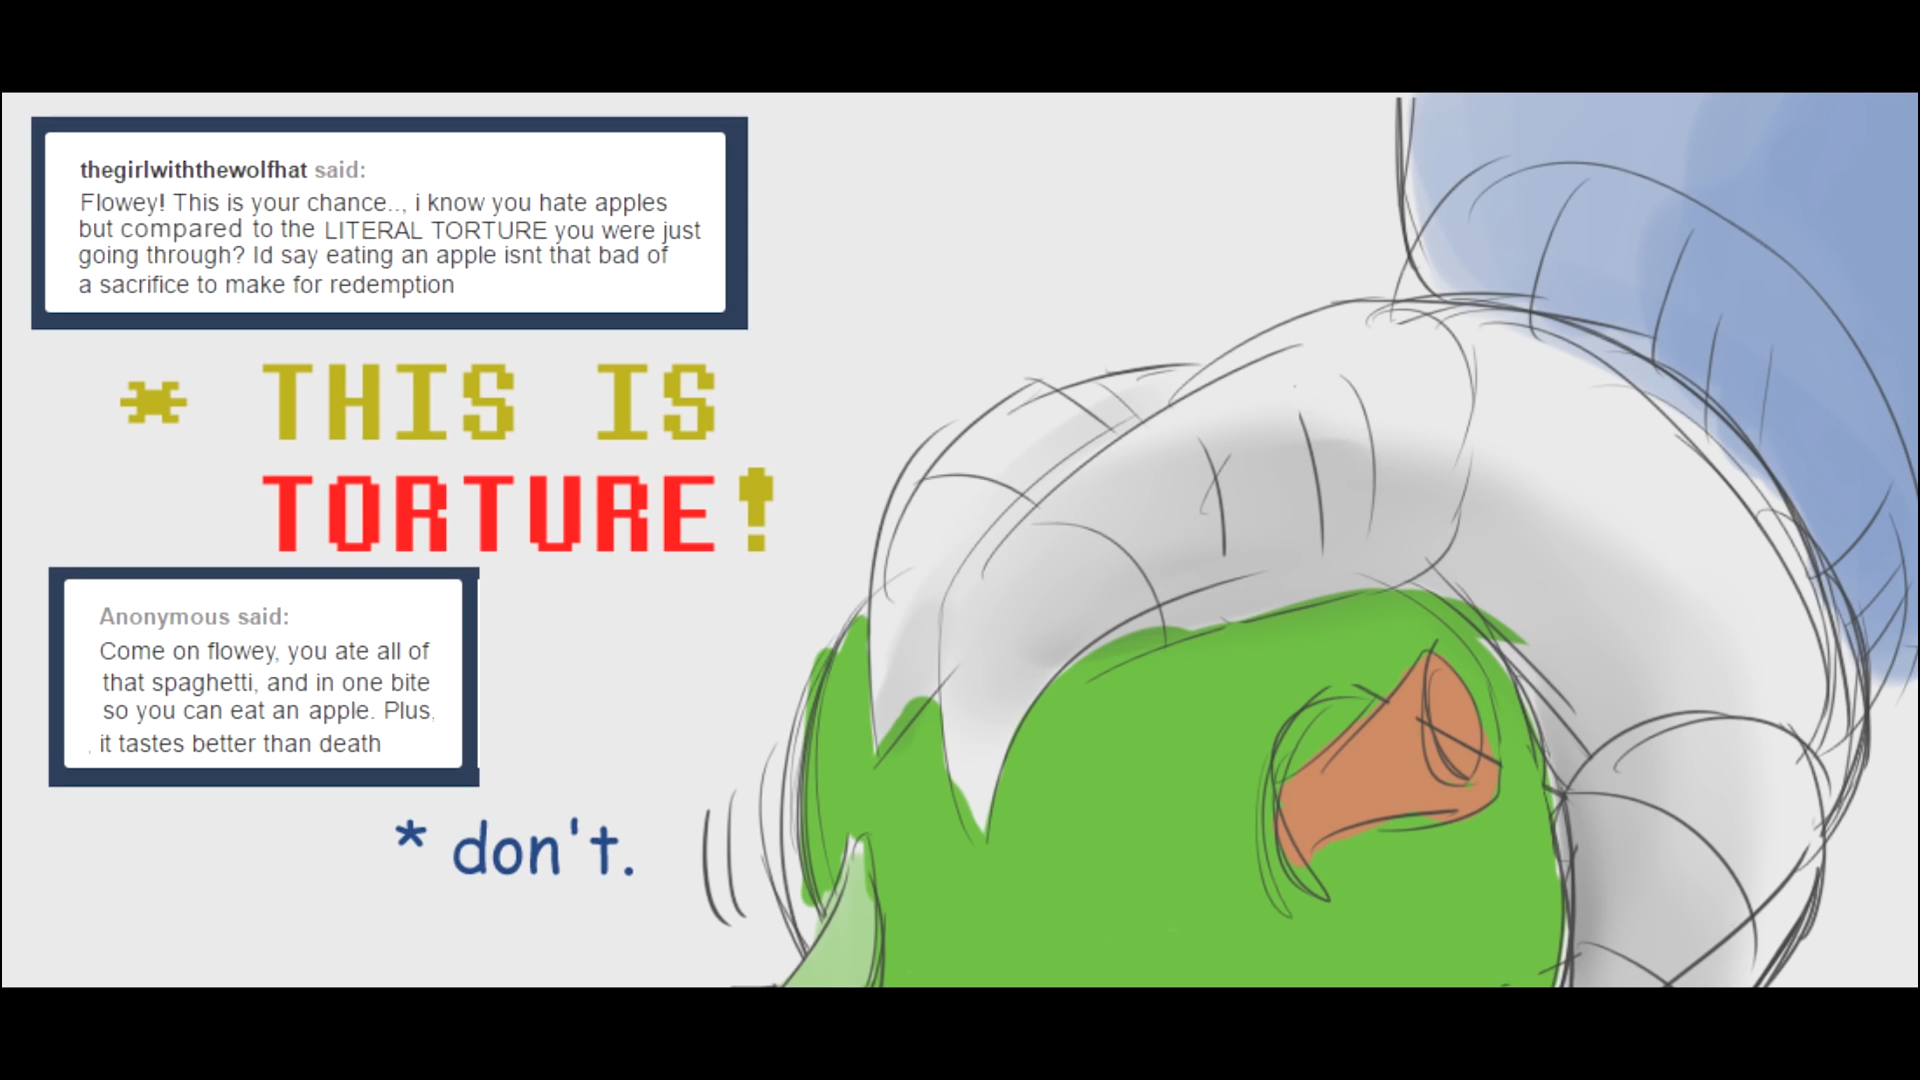 thegirlwiththewolfhat said:
Flowey! This is your chance.., i know you hate apples
but compared to the LITERAL TORTURE you were just
going through? Id say eating an apple isnt that bad of
a sacrifice to make for redemption
* THIS IS
TORTURE!
Anonymous said:
Come on flowey, you ate all of
that spaghetti, and in one bite
so you can eat an apple. Plus,
it tastes better than death
* don't.